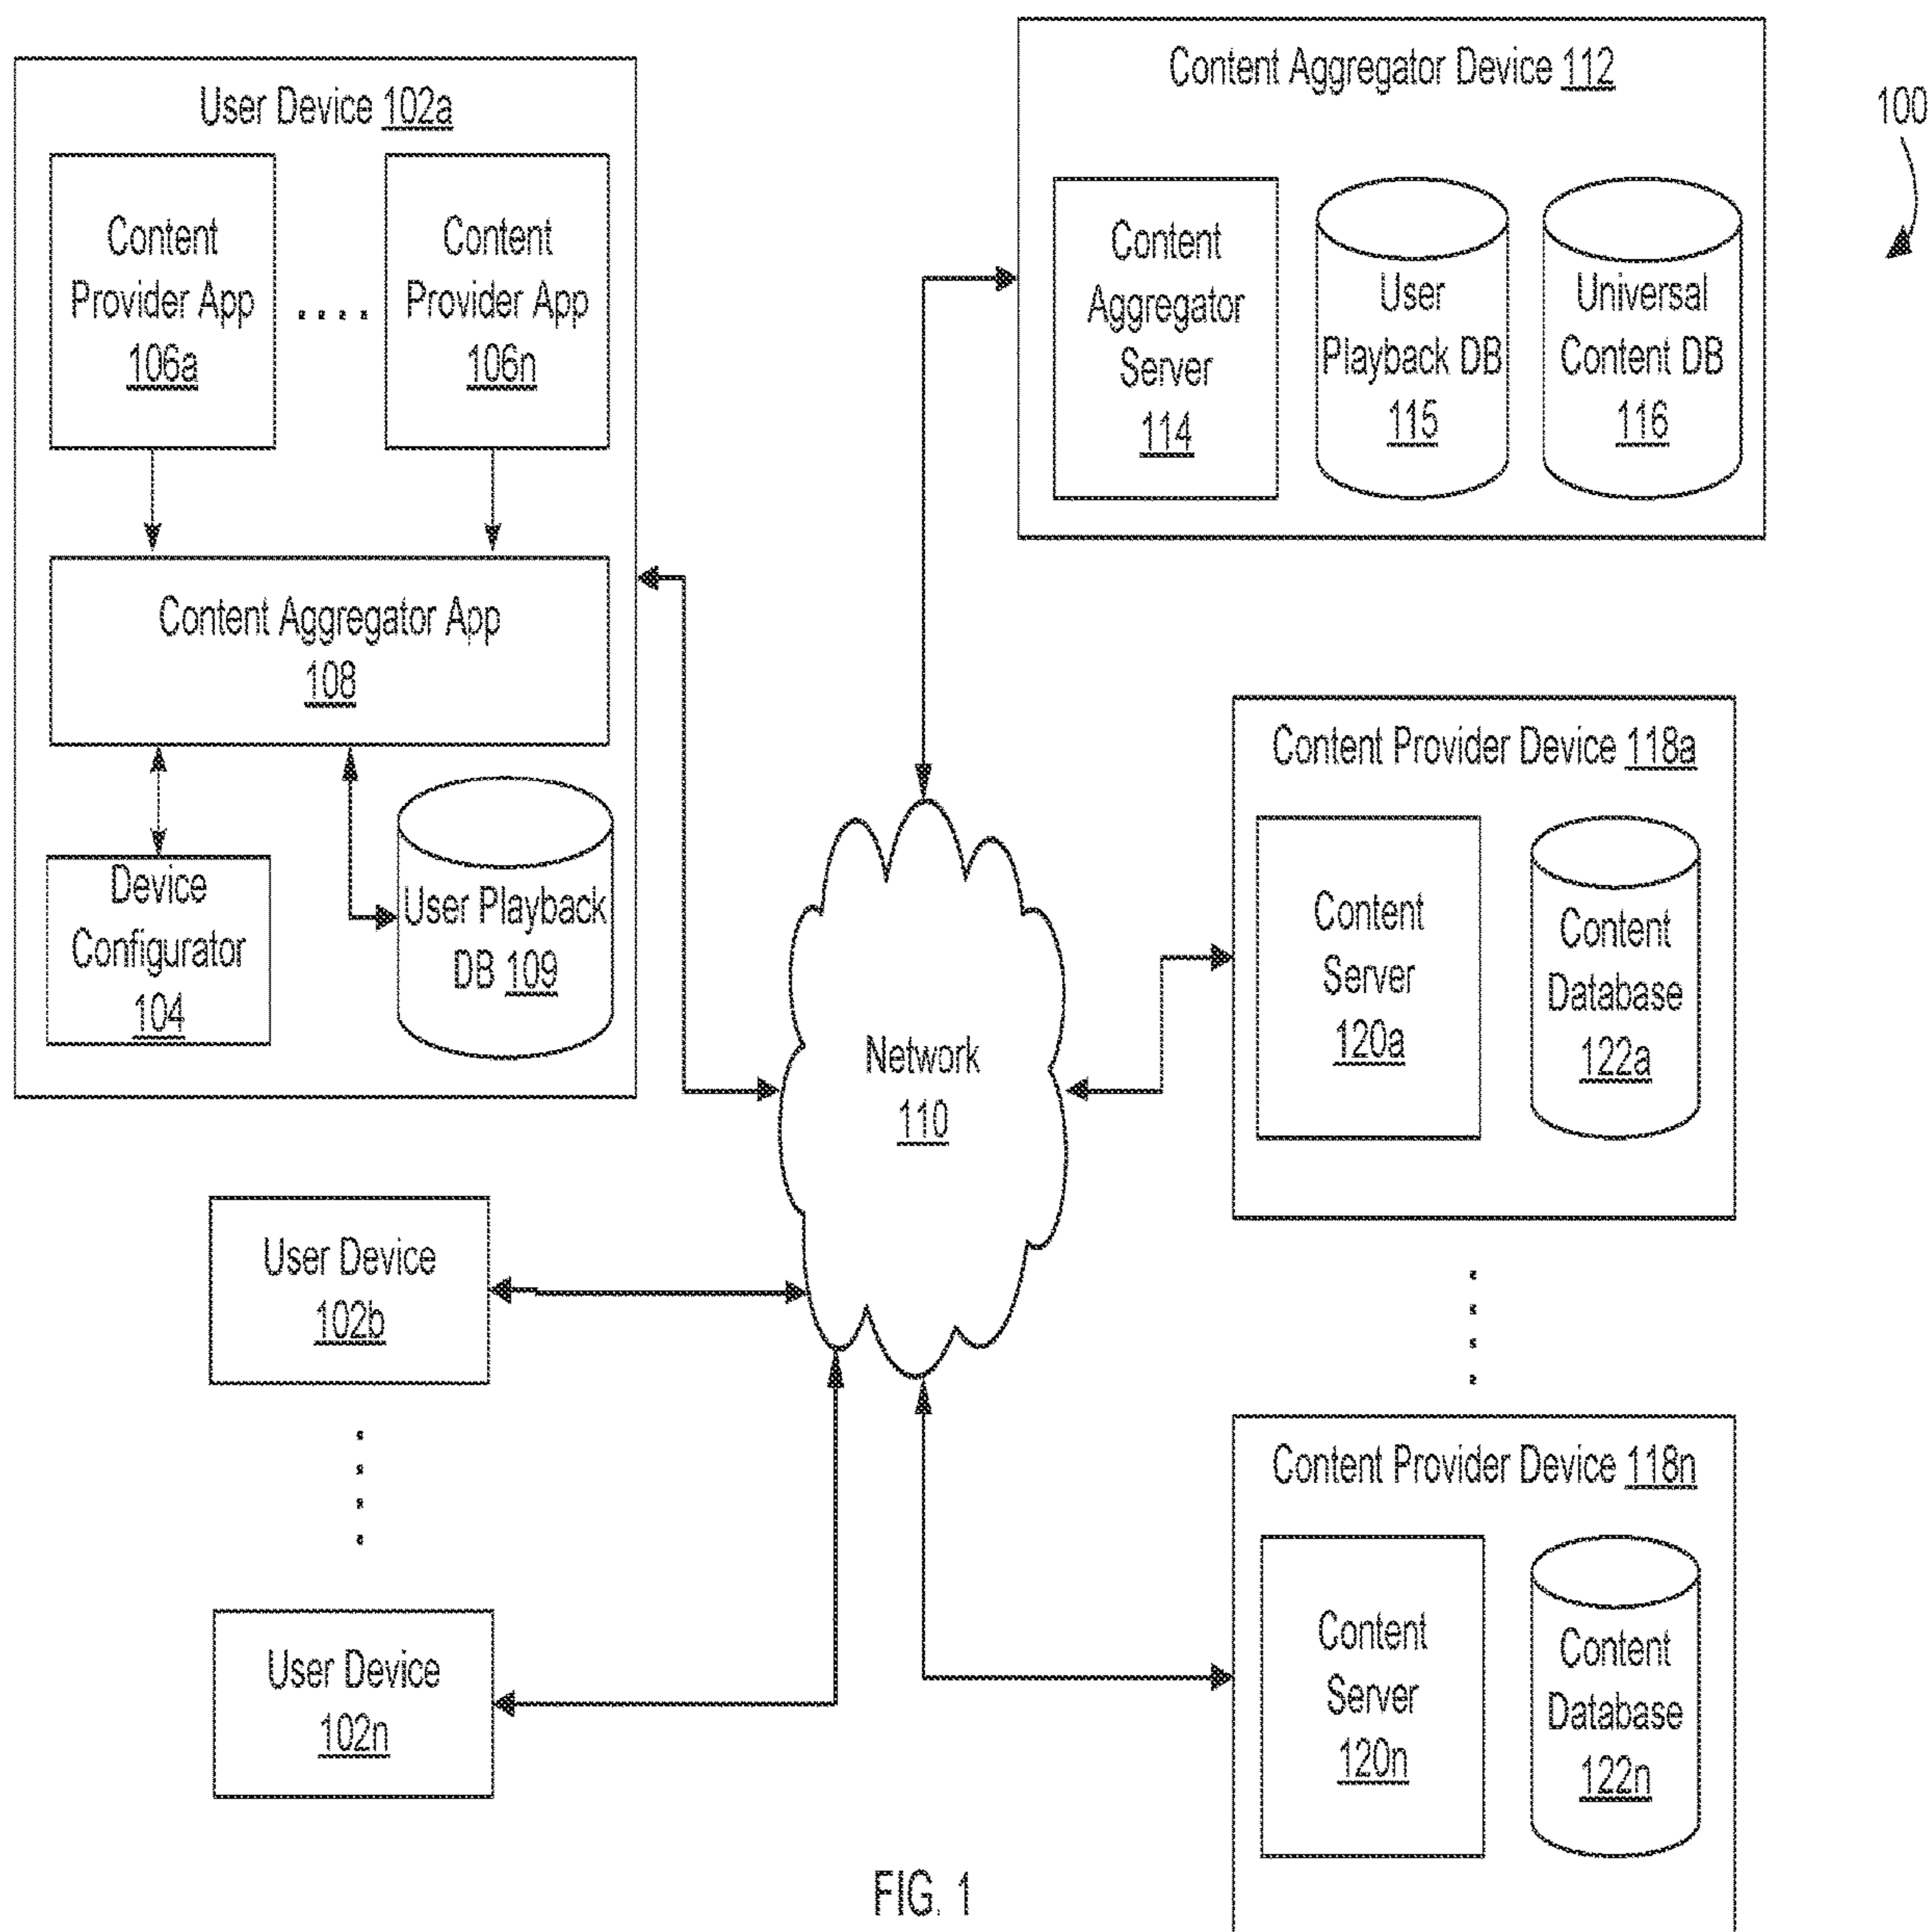 User Device 102a
Content
Provider App
106a
....
Content
Provider App
106n
Content Aggregator App
108
Device
Configurator
104
User Playback
DB 109
Content Aggregator Device 112
Content
Aggregator
Server
114
User
Playback DB
115
Universal
Content DB
116
100
Network
110
Content Provider Device 118a
Content
Server
120a
Content
Database
122a
User Device
102b
User Device
102n
Content Provider Device 118n
Content
Server
120n
Content
Database
122n
FIG. 1